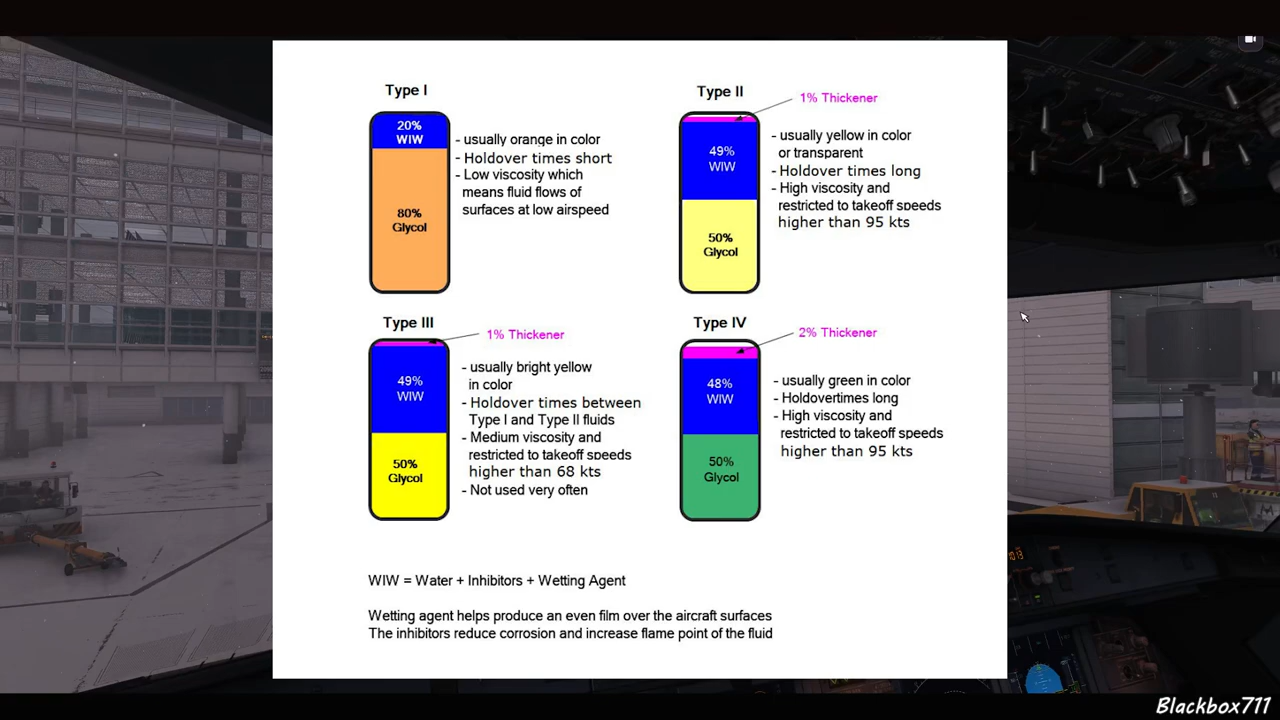 Type I
20%
WIW
80%
Glycol
- usually orange in color
- Holdover times short
- Low viscosity which
means fluid flows of
surfaces at low airspeed
Type II
1% Thickener
49%
WIW
50%
Glycol
- usually yellow in color
or transparent
- Holdover times long
- High viscosity and
restricted to takeoff speeds
higher than 95 kts
Type III
1% Thickener
49%
WIW
50%
Glycol
- usually bright yellow
in color
- Holdover times between
Type I and Type II fluids
- Medium viscosity and
restricted to takeoff speeds
higher than 68 kts
- Not used very often
Type IV
2% Thickener
48%
WIW
50%
Glycol
- usually green in color
- Holdovertimes long
- High viscosity and
restricted to takeoff speeds
higher than 95 kts
WIW = Water + Inhibitors + Wetting Agent
Wetting agent helps produce an even film over the aircraft surfaces
The inhibitors reduce corrosion and increase flame point of the fluid
Blackbox711